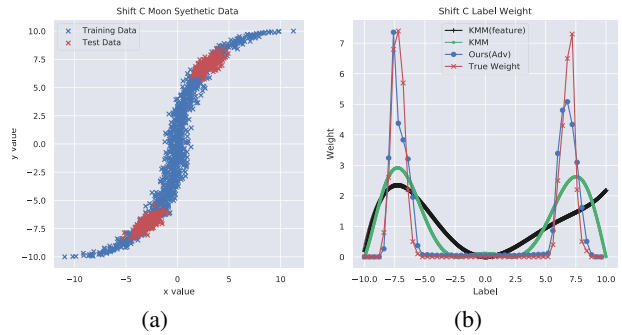 Shift C Moon Syethetic Data
Training Data
Test Data
10.0
7.5
5.0
2.5
0.0
−2.5
−5.0
−7.5
−10.0
y value
−10
−5
0
5
10
x value
(a)
Shift C Label Weight
KMM(feature)
KMM
Ours(Adv)
True Weight
7
6
5
4
3
2
1
0
Weight
−10.0
−7.5
−5.0
−2.5
0.0
2.5
5.0
7.5
10.0
Label
(b)